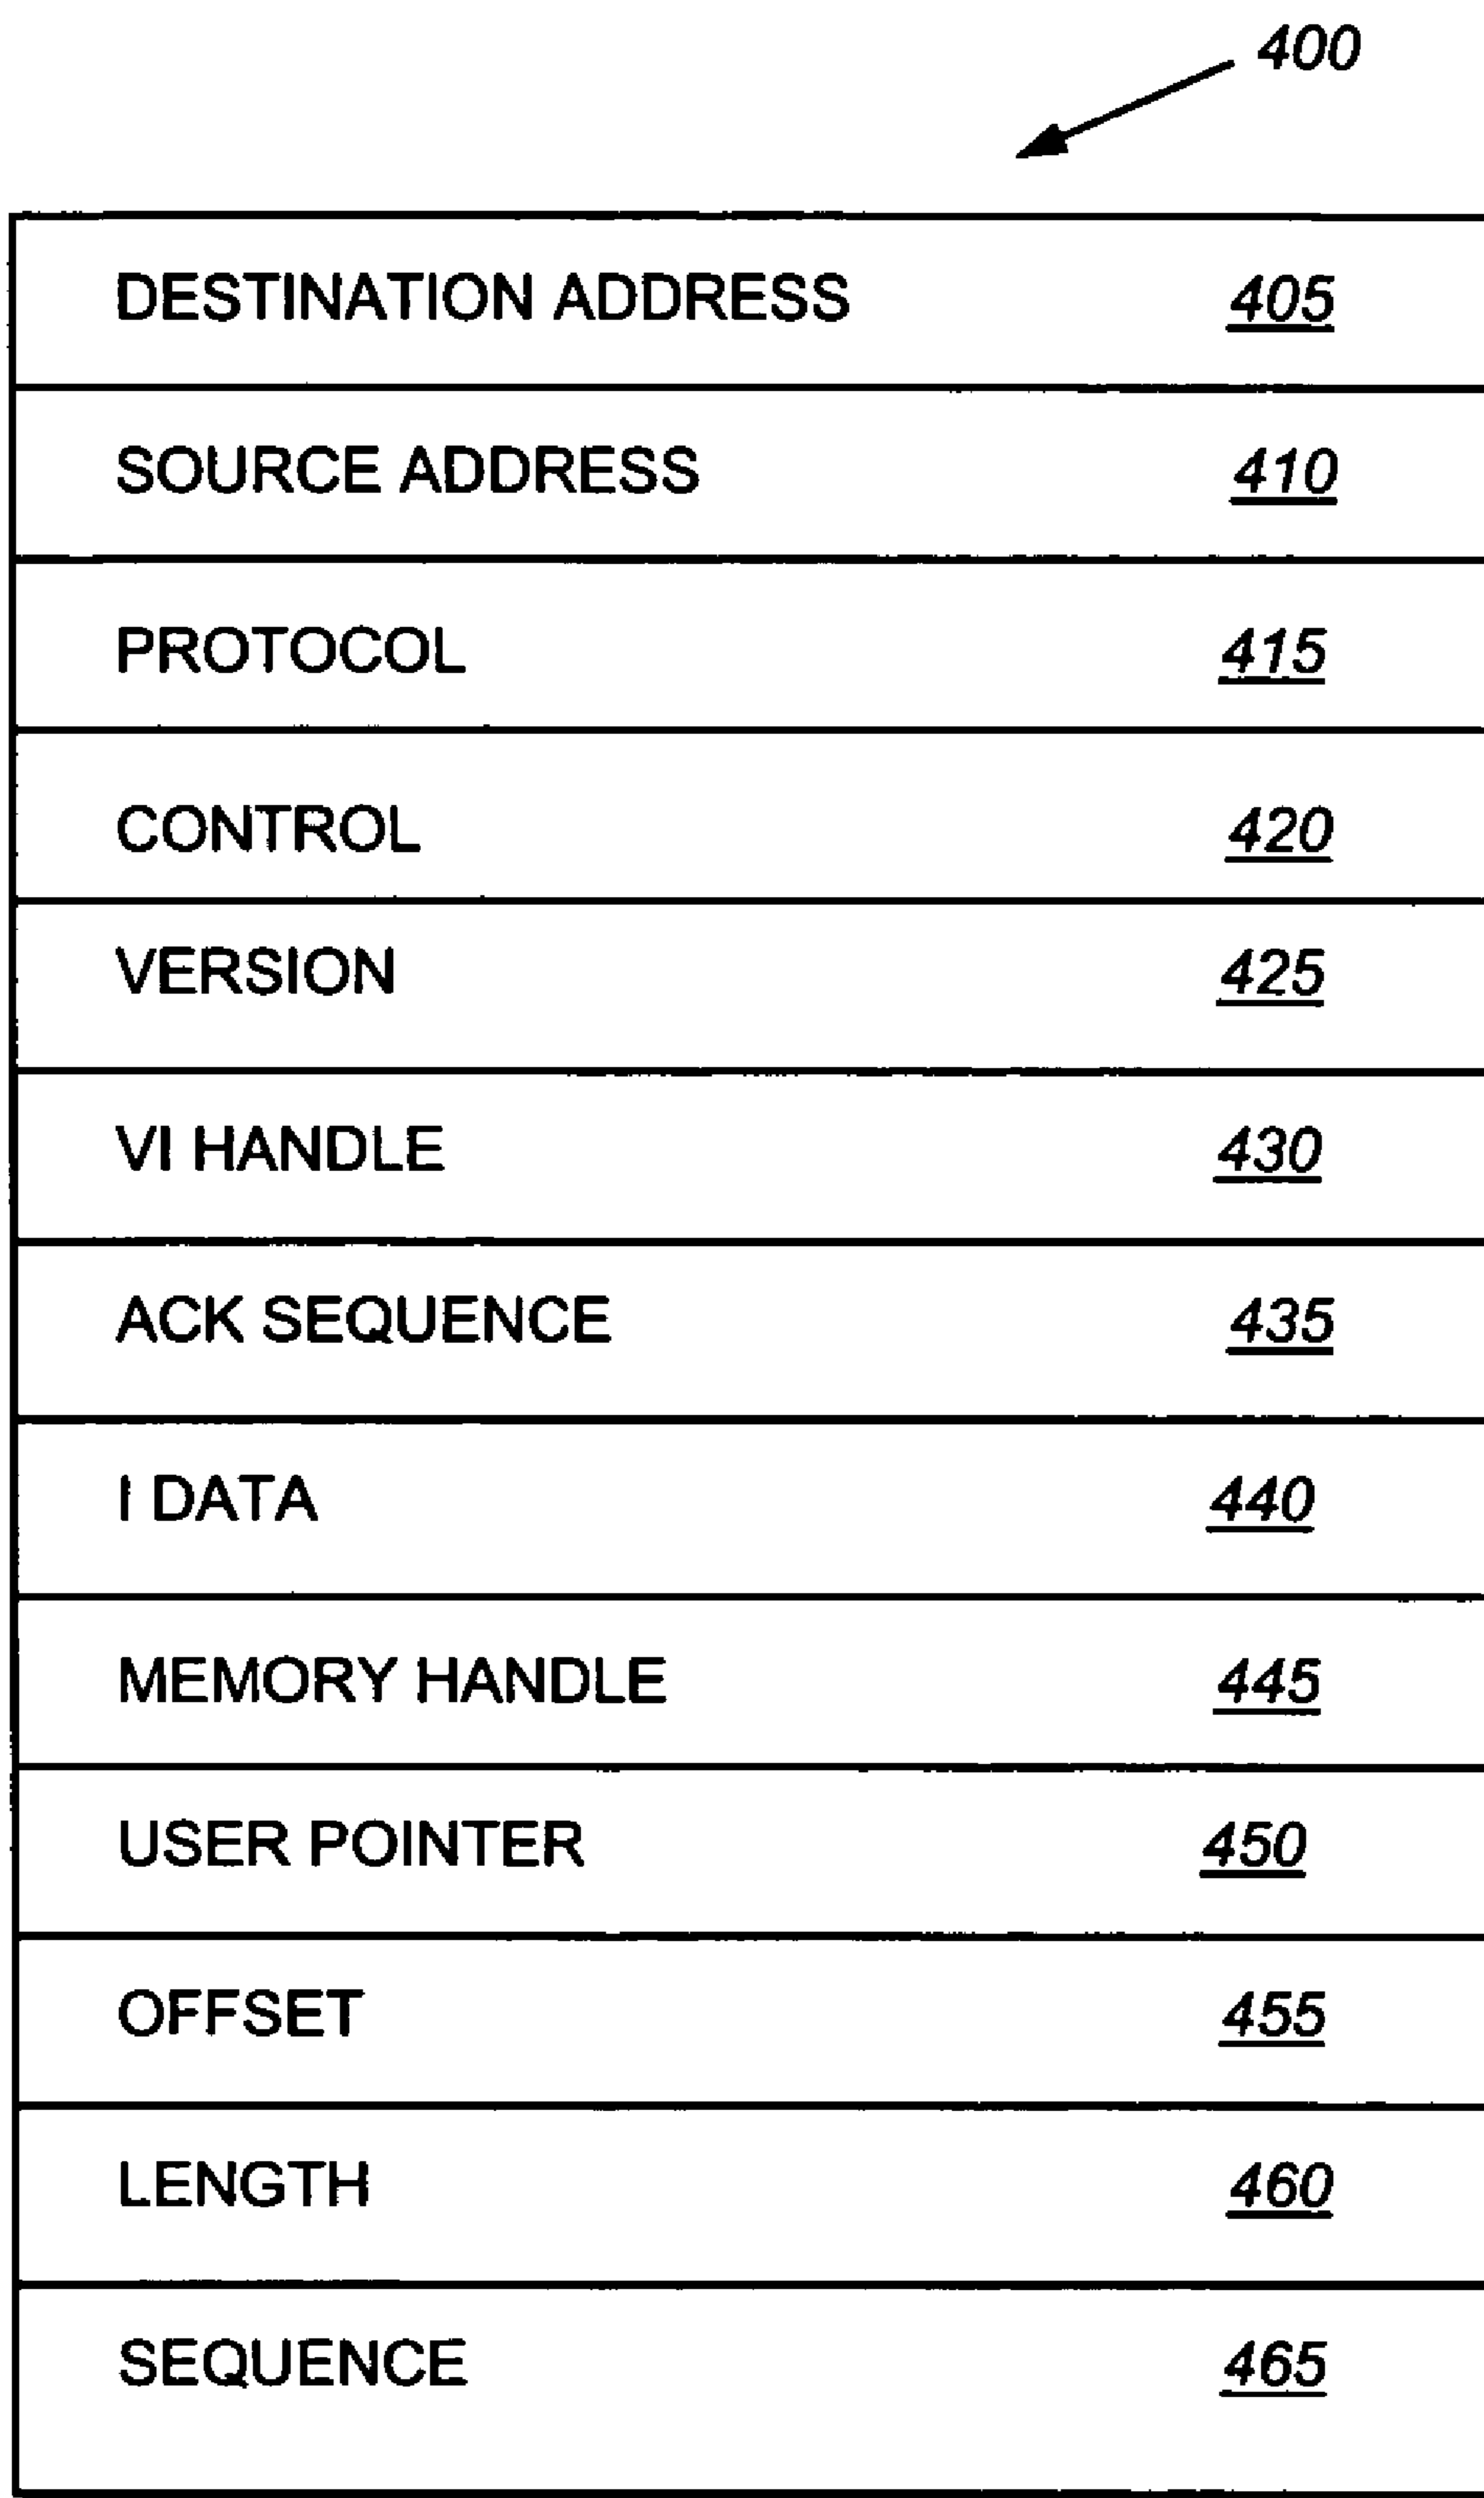 400
DESTINATION ADDRESS 405
SOURCE ADDRESS 410
PROTOCOL 415
CONTROL 420
VERSION 425
VI HANDLE 430
ACK SEQUENCE 435
I DATA 440
MEMORY HANDLE 445
USER POINTER 450
OFFSET 455
LENGTH 460
SEQUENCE 465